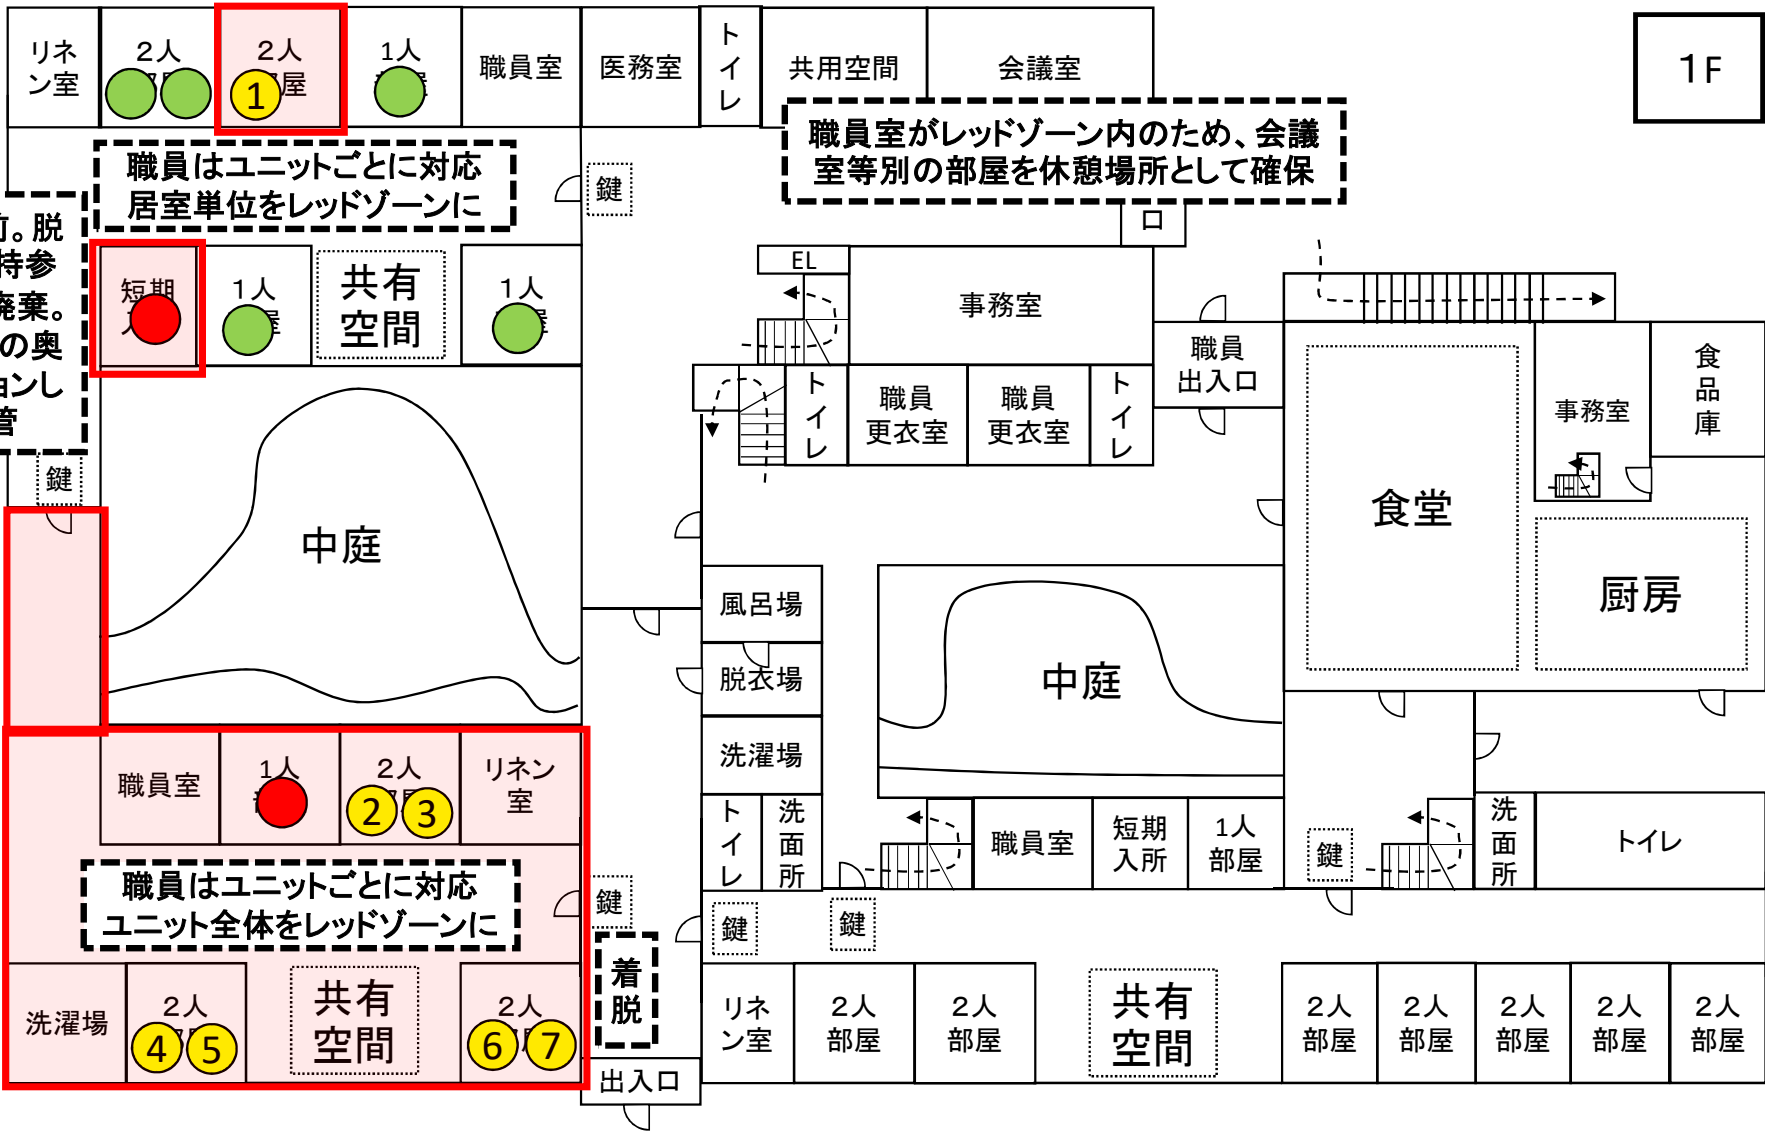 リネ
ン室
2人
2人
部屋
1
1人
職員室
医務室
トイレ
共用空間
会議室
1F
職員はユニットごとに対応
居室単位をレッドゾーンに
鍵
職員室がレッドゾーン内のため、会議
室等別の部屋を休憩場所として確保
口
脱
持参
廃棄。
の奥
ョンし
管
短期
1人
共有
空間
1人
EL
事務室
職員
出入口
トイレ
職員
更衣室
職員
更衣室
トイレ
事務室
食品庫
鍵
中庭
食堂
厨房
風呂場
脱衣場
洗濯場
中庭
職員室
1人
2人
2
3
リネン
室
トイレ
洗面所
職員室
短期
入所
1人
部屋
鍵
洗面所
トイレ
職員はユニットごとに対応
ユニット全体をレッドゾーンに
鍵
鍵
鍵
着脱
洗濯場
2人
4
5
共有
空間
2人
6
7
リネ
ン室
2人
部屋
2人
部屋
共有
空間
2人
部屋
2人
部屋
2人
部屋
2人
部屋
2人
部屋
出入口